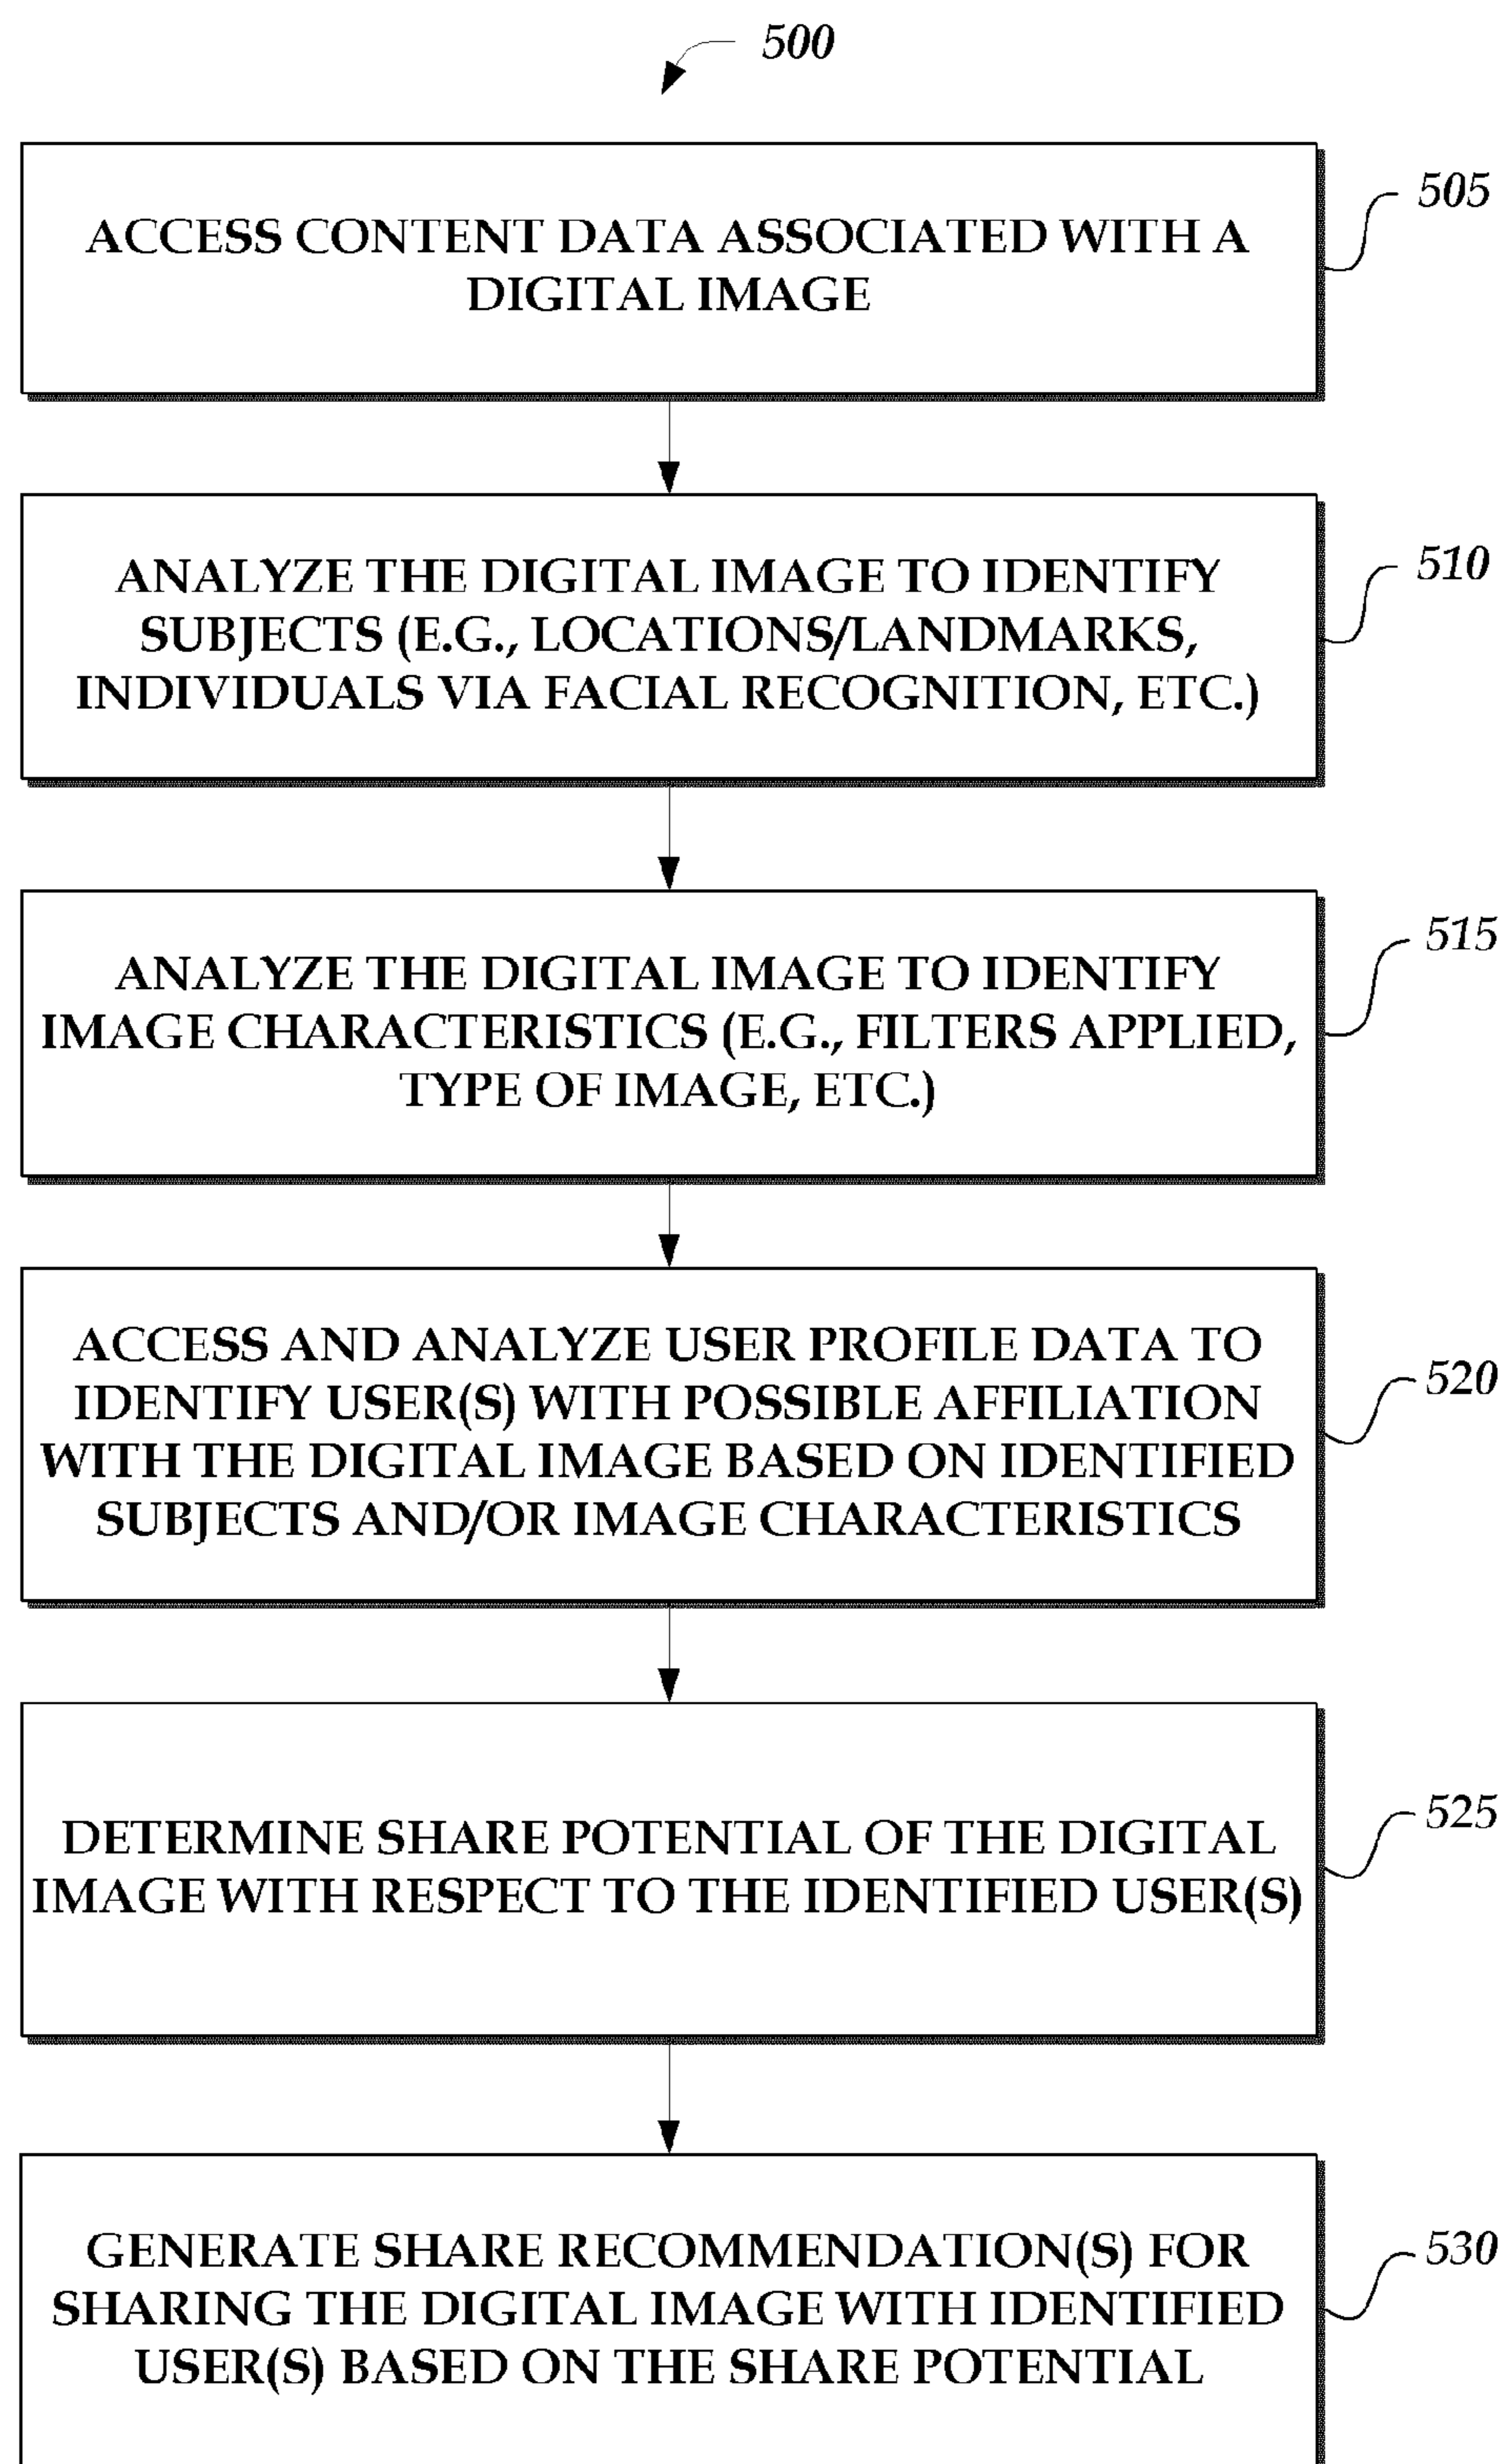 500
ACCESS CONTENT DATA ASSOCIATED WITH A
DIGITAL IMAGE
505
ANALYZE THE DIGITAL IMAGE TO IDENTIFY
SUBJECTS (E.G., LOCATIONS/LANDMARKS,
INDIVIDUALS VIA FACIAL RECOGNITION, ETC.)
510
ANALYZE THE DIGITAL IMAGE TO IDENTIFY
IMAGE CHARACTERISTICS (E.G., FILTERS APPLIED,
TYPE OF IMAGE, ETC.)
515
ACCESS AND ANALYZE USER PROFILE DATA TO
IDENTIFY USER(S) WITH POSSIBLE AFFILIATION
WITH THE DIGITAL IMAGE BASED ON IDENTIFIED
SUBJECTS AND/OR IMAGE CHARACTERISTICS
520
DETERMINE SHARE POTENTIAL OF THE DIGITAL
IMAGE WITH RESPECT TO THE IDENTIFIED USER(S)
525
GENERATE SHARE RECOMMENDATION(S) FOR
SHARING THE DIGITAL IMAGE WITH IDENTIFIED
USER(S) BASED ON THE SHARE POTENTIAL
530